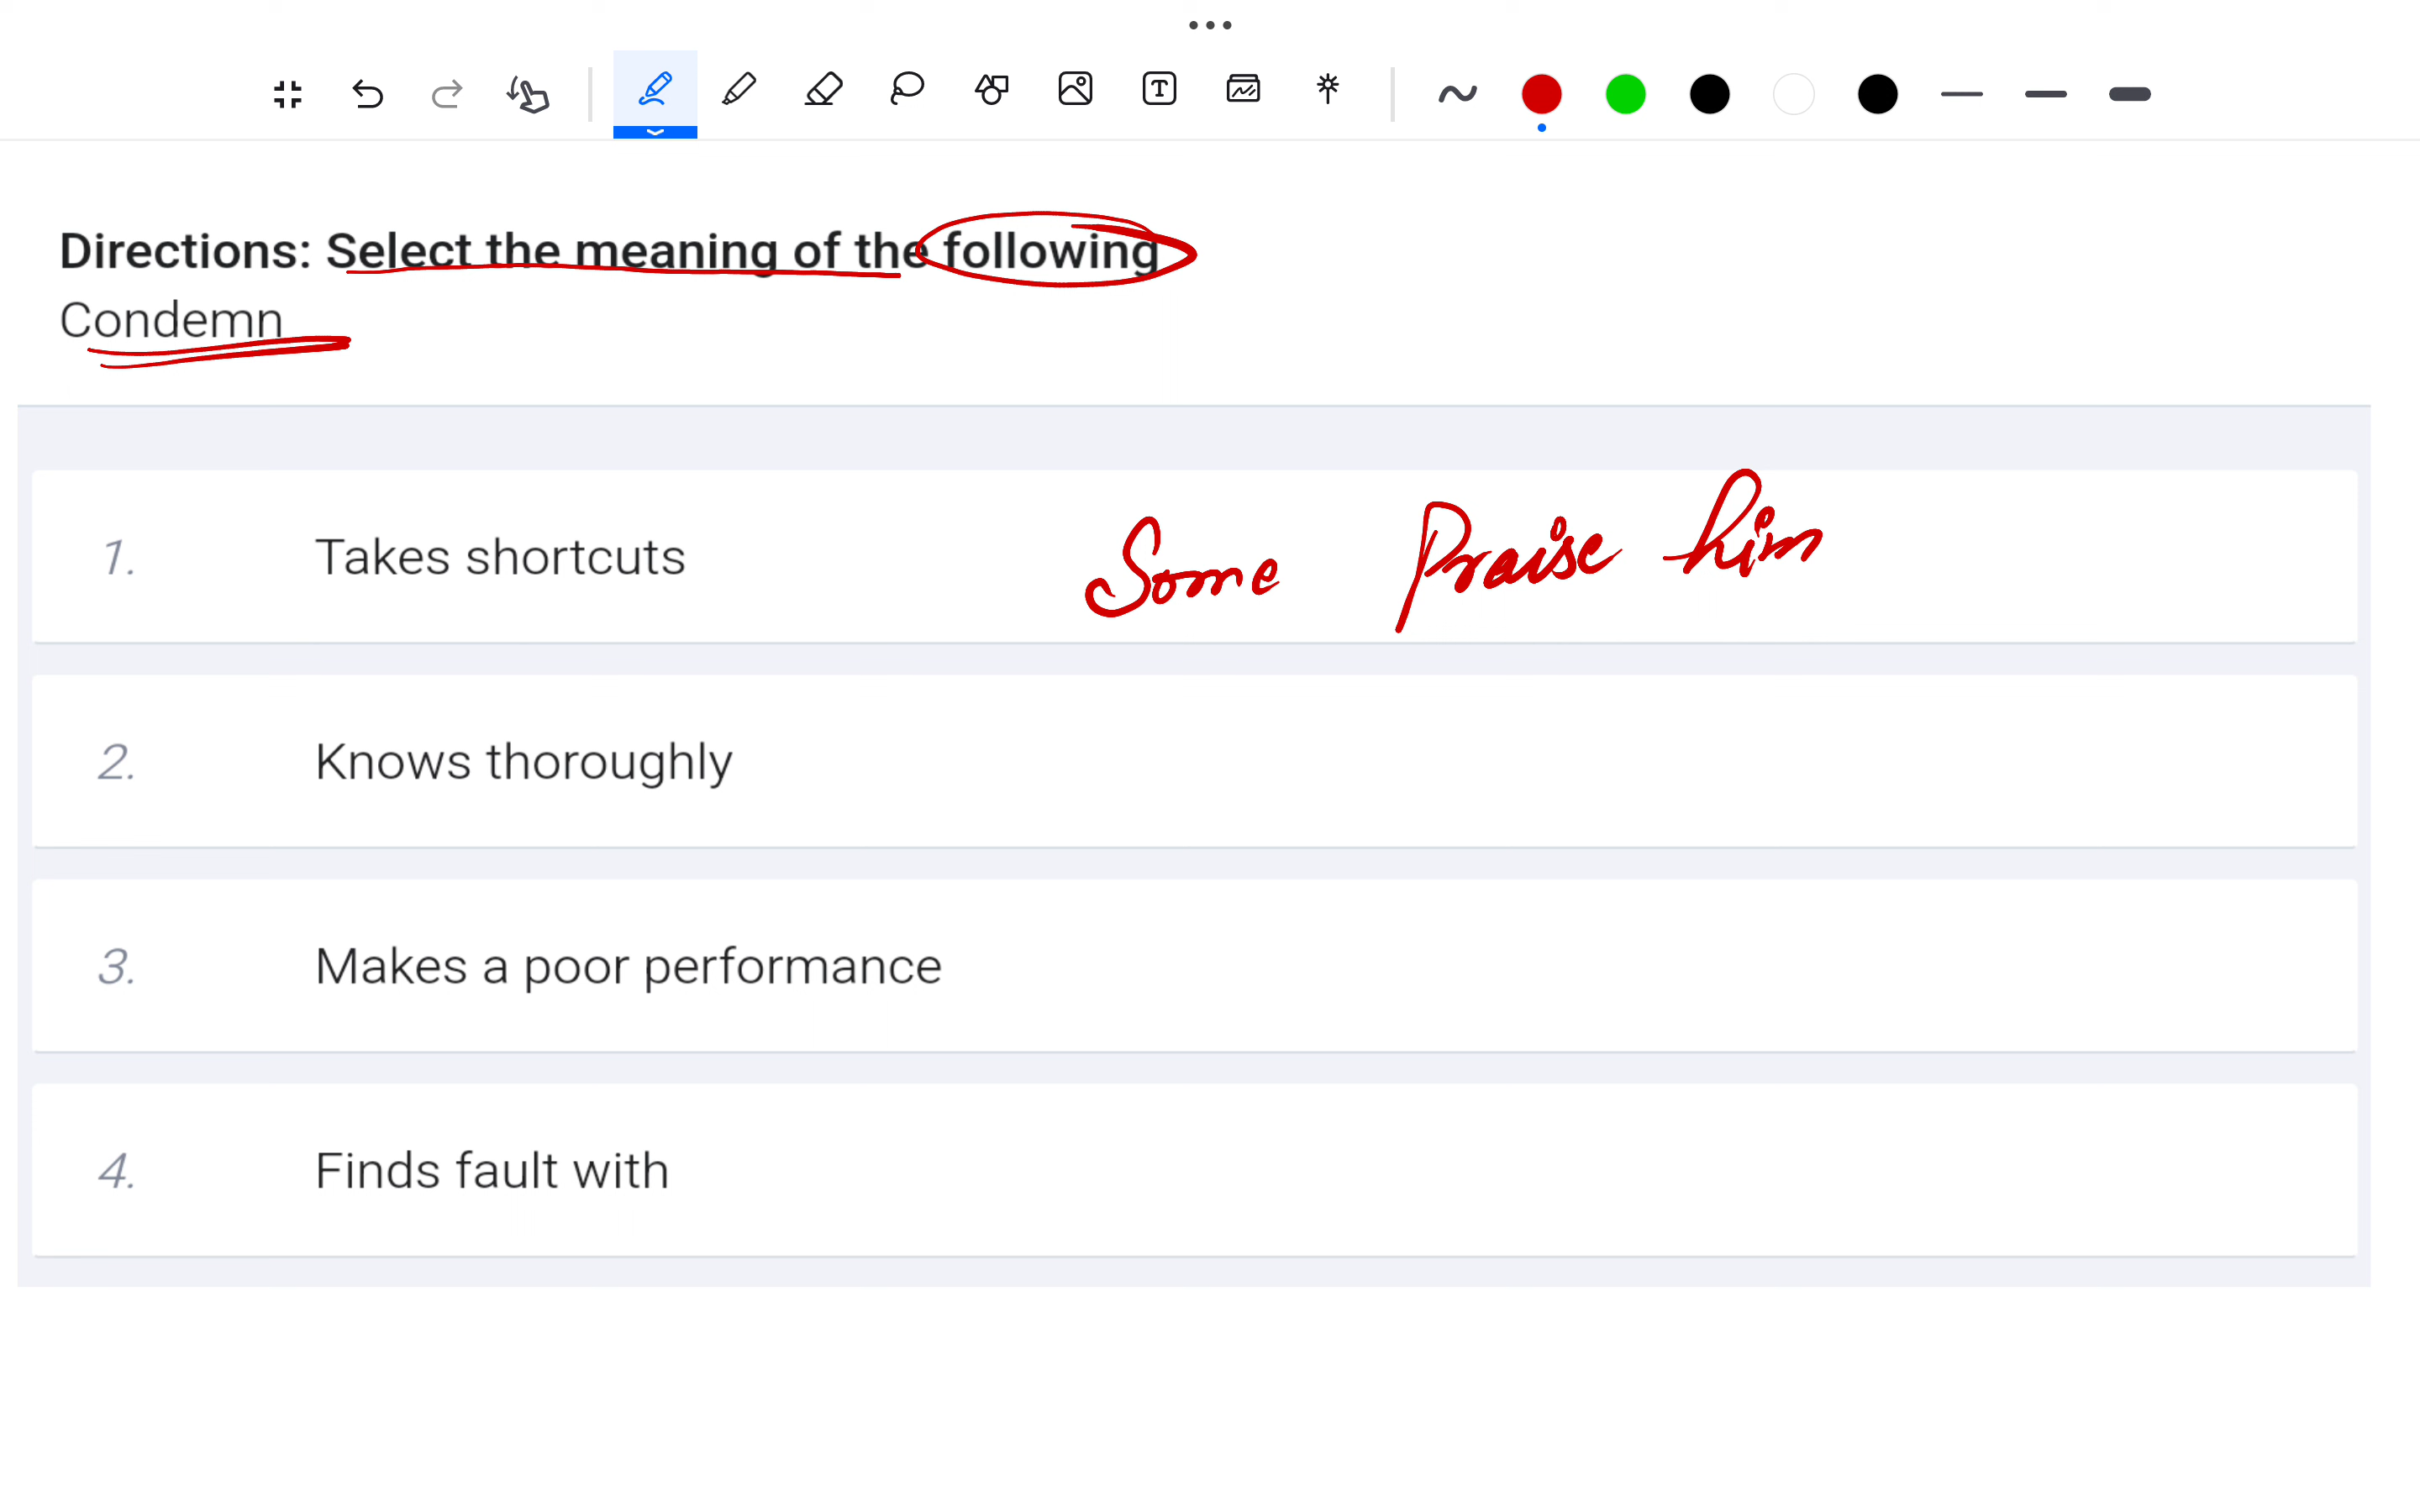 Directions: Select the meaning of the following
Condemn
1. Takes shortcuts
Some Praise him
2. Knows thoroughly
3. Makes a poor performance
4. Finds fault with